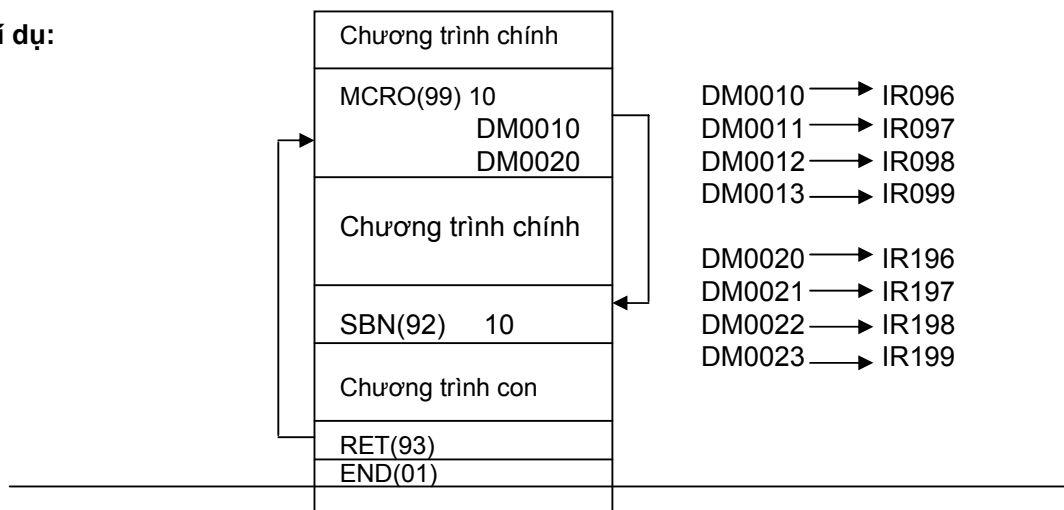 í dụ:
Chương trình chính
MCRO(99) 10
DM0010
DM0020
Chương trình chính
SBN(92) 10
Chương trình con
RET(93)
END(01)
DM0010 → IR096
DM0011 → IR097
DM0012 → IR098
DM0013 → IR099
DM0020 → IR196
DM0021 → IR197
DM0022 → IR198
DM0023 → IR199